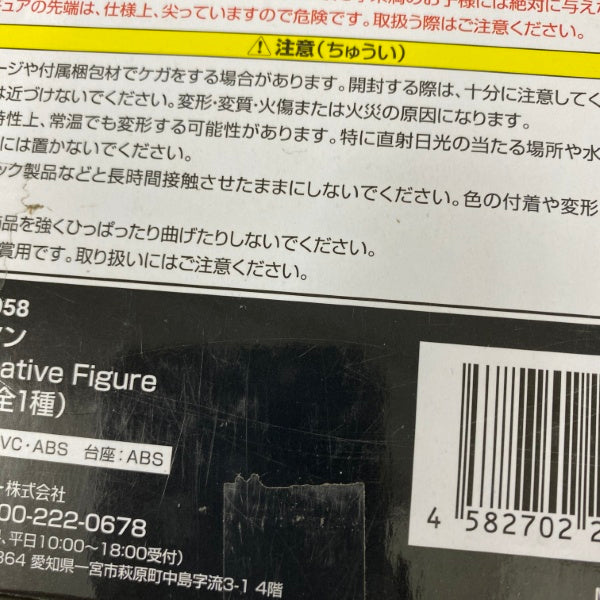 ュアの先端は、仕様上、尖っていますので危険です。取扱う際はご注意ください。
⚠注意(ちゅうい)
ージや付属梱包材でケガをする場合があります。開封する際は、十分に注意してく
は近づけないでください。変形・変質・火傷または火災の原因になります。
特性上、常温でも変形する可能性があります。特に直射日光の当たる場所や水
には置かないでください。
ック製品などと長時間接触させたままにしないでください。色の付着や変形
商品を強くひっぱったり曲げたりしないでください。
賞用です。取り扱いにはご注意ください。
058
ソン
ative Figure
全1種)
VC・ABS 台座:ABS
ー株式会社
00-222-0678
平日10:00〜18:00受付)
864 愛知県一宮市萩原町中島字流3-1 4階
4 582702 2